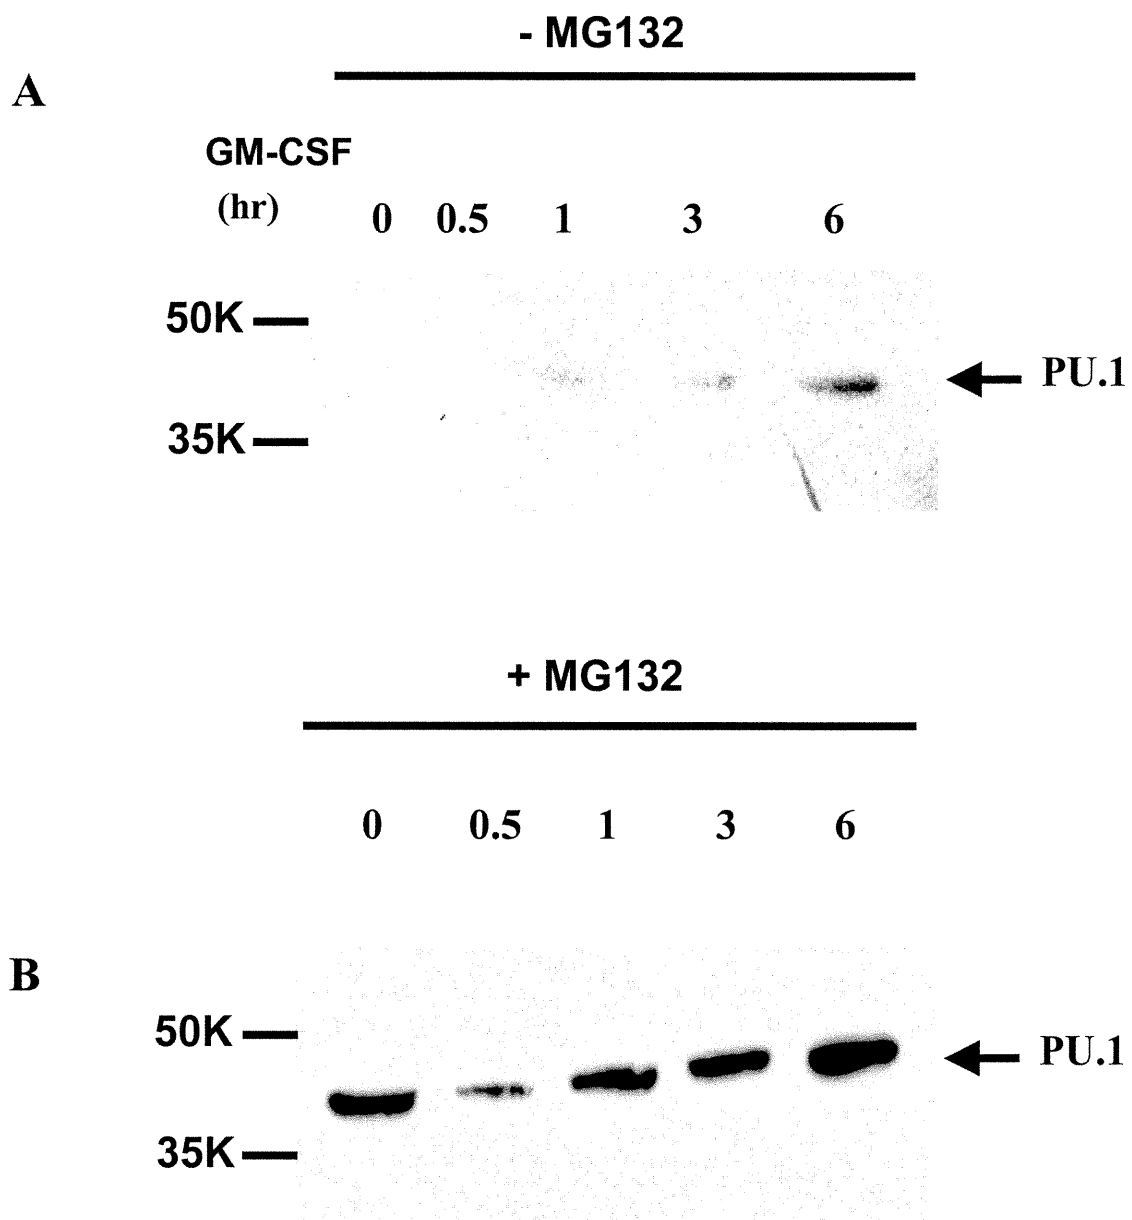 - MG132
A
GM-CSF
(hr) 0 0.5 1 3 6
50K
PU.1
35K
+ MG132
0 0.5 1 3 6
B
50K
PU.1
35K